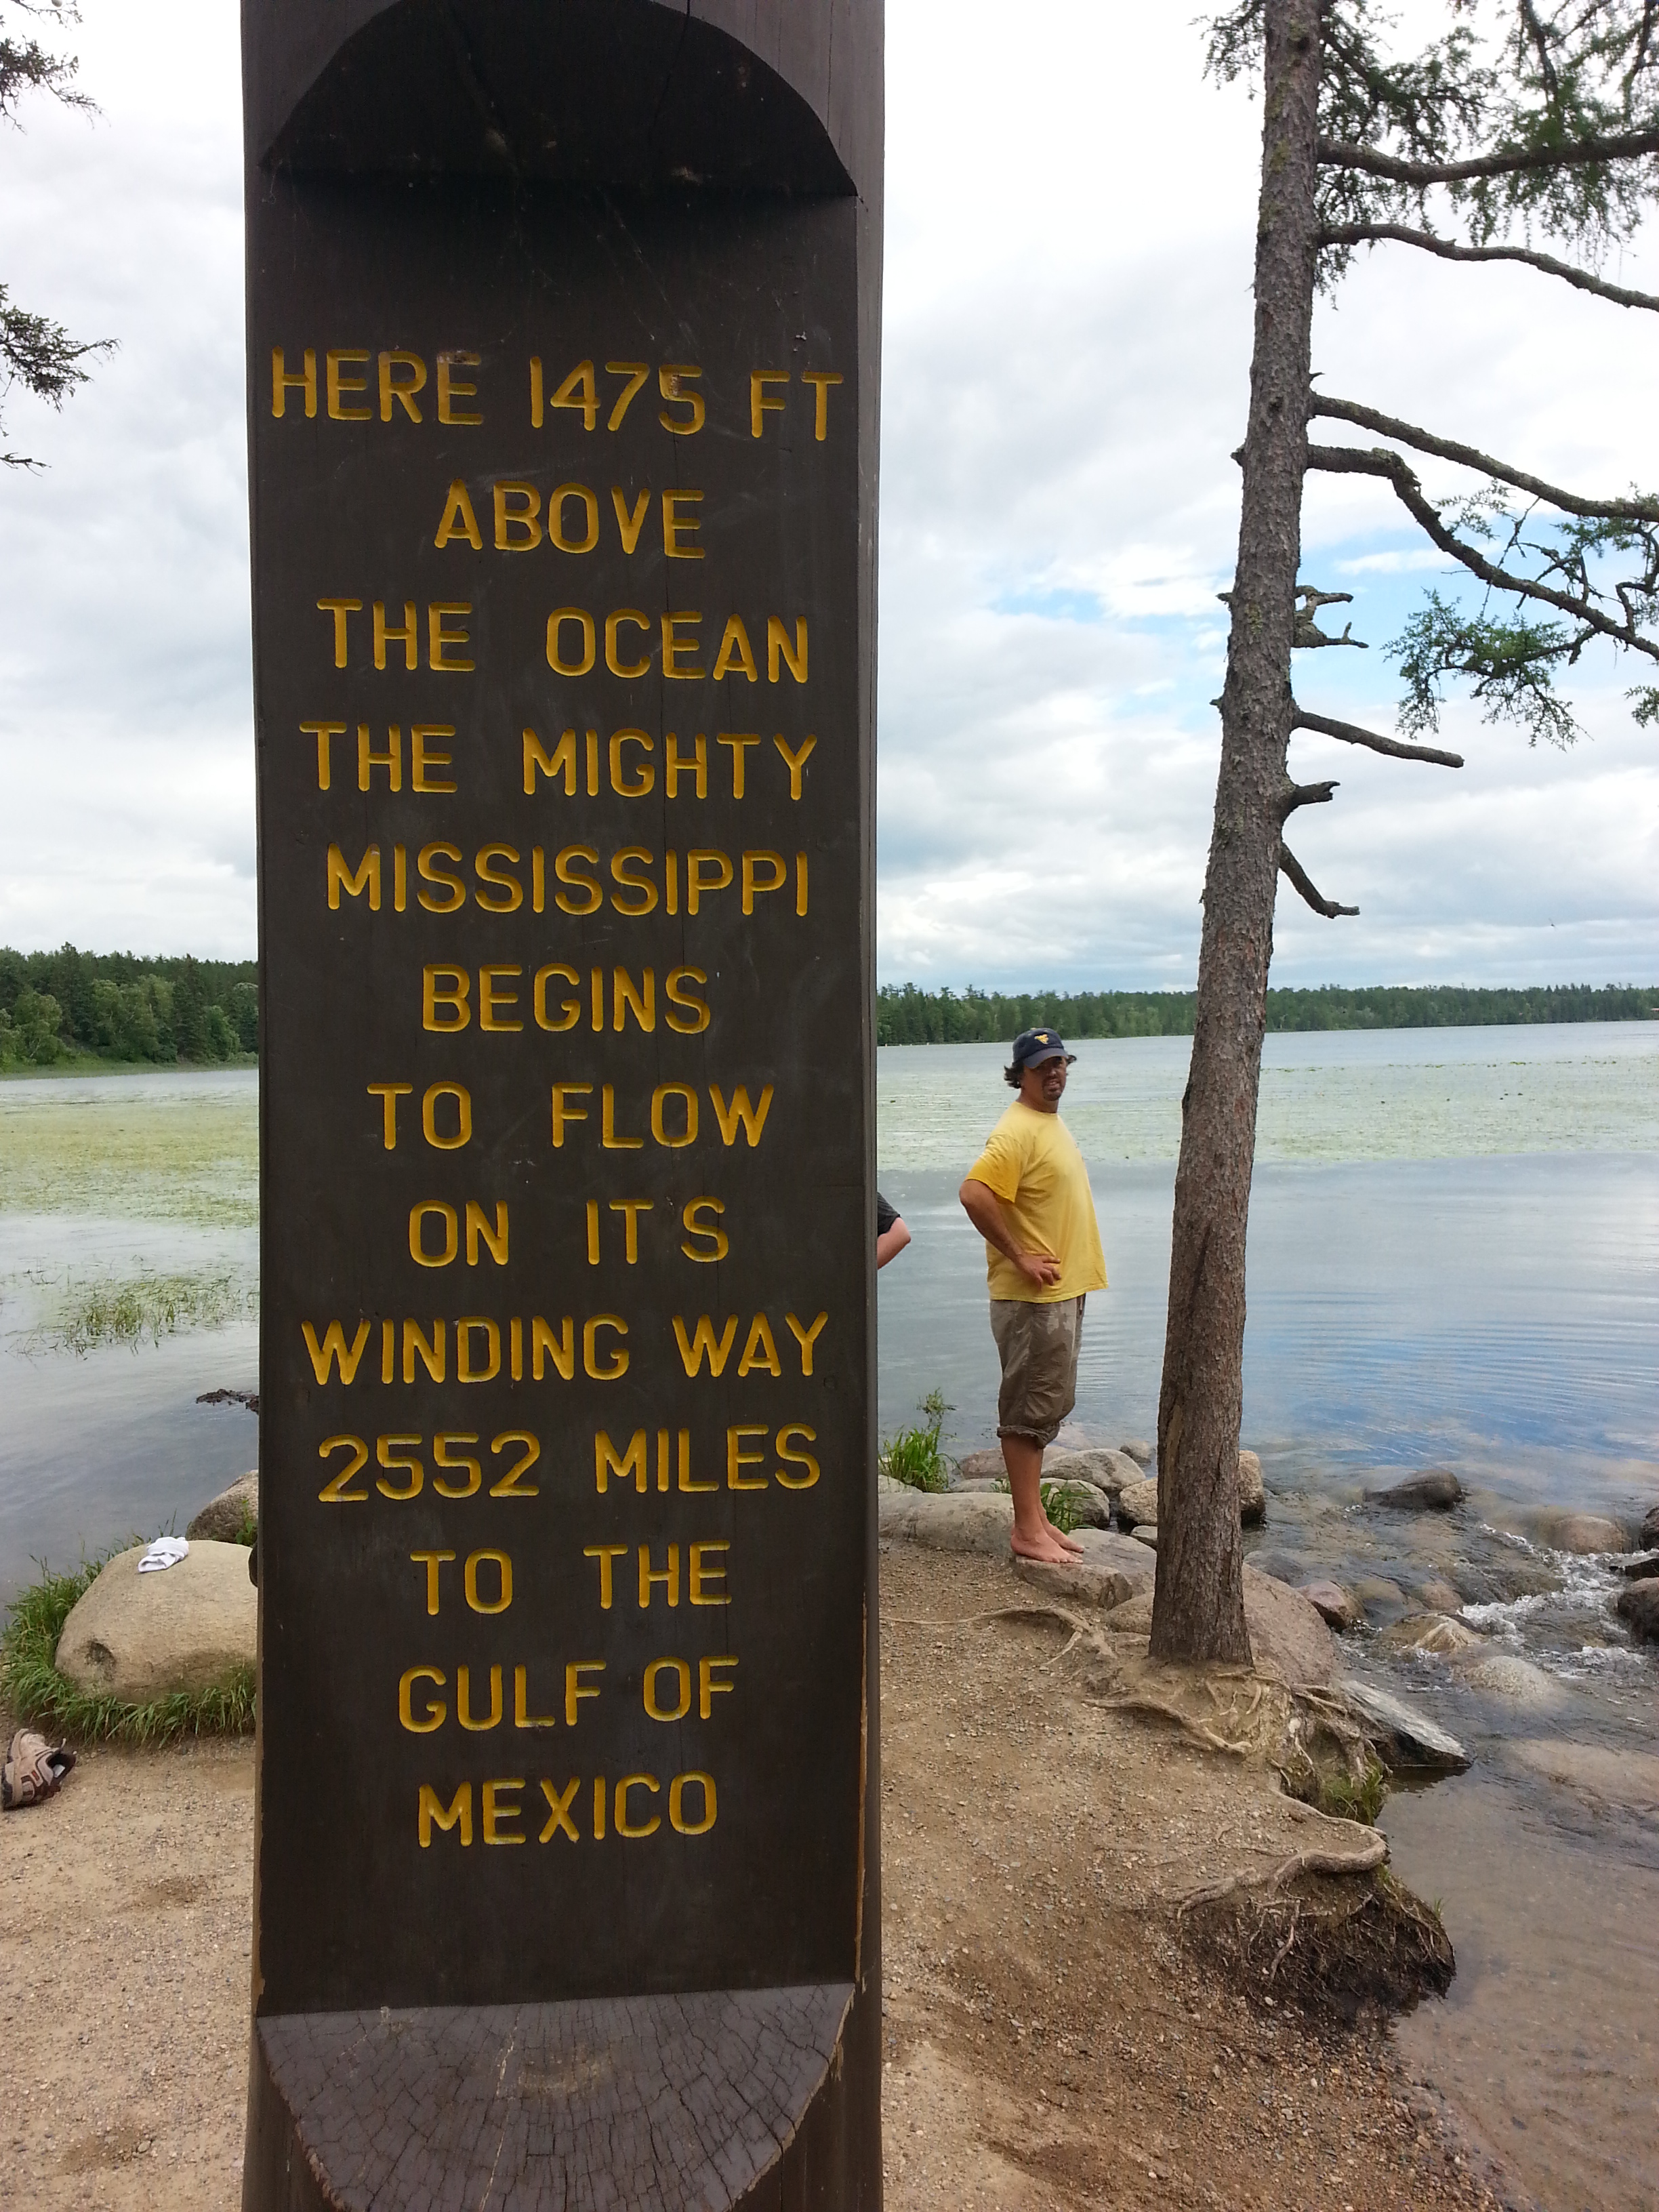 HERE 1475 FT
ABOVE
THE OCEAN
THE MIGHTY
MISSISSIPPI
BEGINS
TO FLOW
ON IT S
WINDING WAY
2552 MILES
TO THE
GULF OF
MEXICO